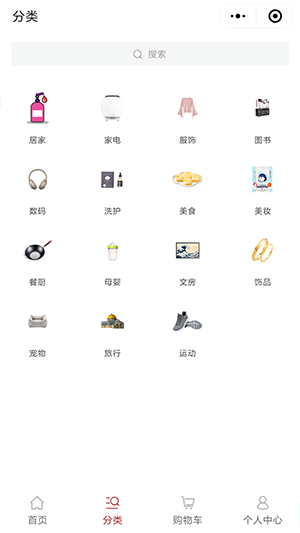 分类
搜索
居家 家电 服饰 图书
数码 洗护 美食 美妆
餐厨 母婴 文房 饰品
宠物 旅行 运动
首页 分类 购物车 个人中心